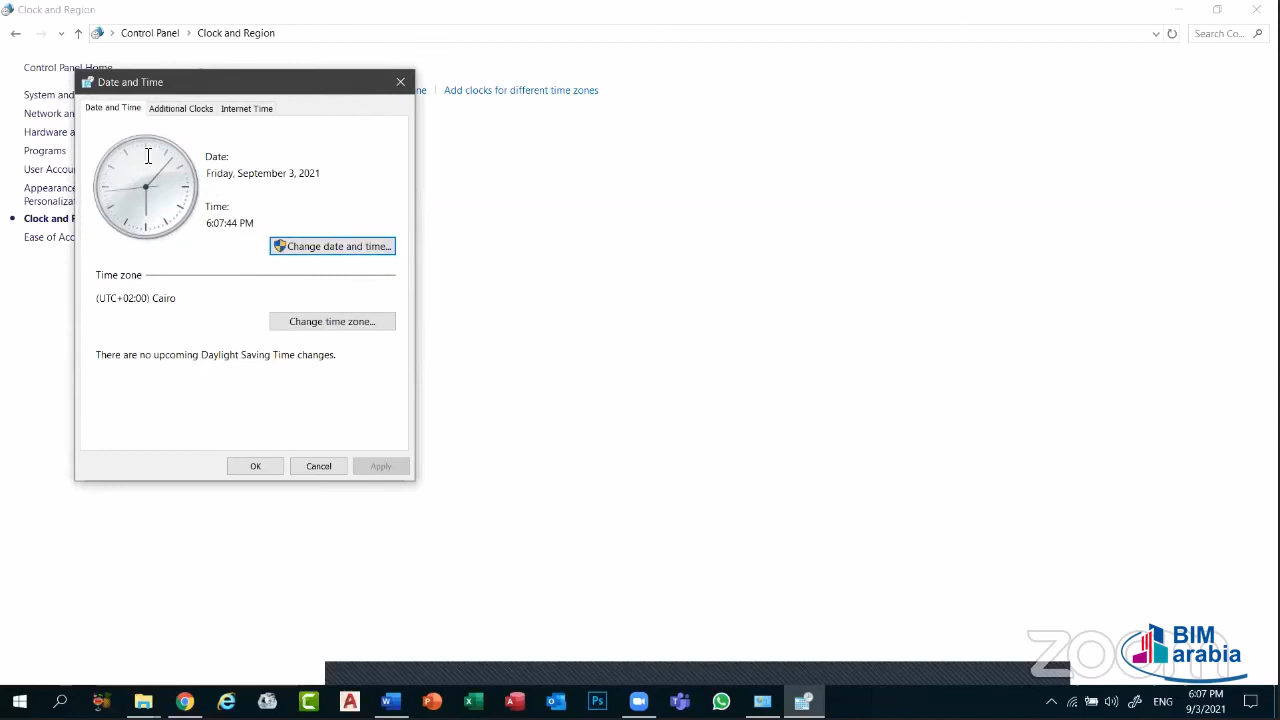 Clock and Region
Control Panel > Clock and Region
Search Co...
Control Panel Home
System and
Network an
Hardware a
Programs
User Accou
Appearance
Personaliza
Clock and R
Ease of Acc
ne
Add clocks for different time zones
Date and Time
Date and Time Additional Clocks Internet Time
Date:
Friday, September 3, 2021
Time:
6:07:44 PM
Change date and time...
Time zone
(UTC+02:00) Cairo
Change time zone...
There are no upcoming Daylight Saving Time changes.
OK Cancel Apply
zoom
BIM
arabia
ENG
6:07 PM
9/3/2021